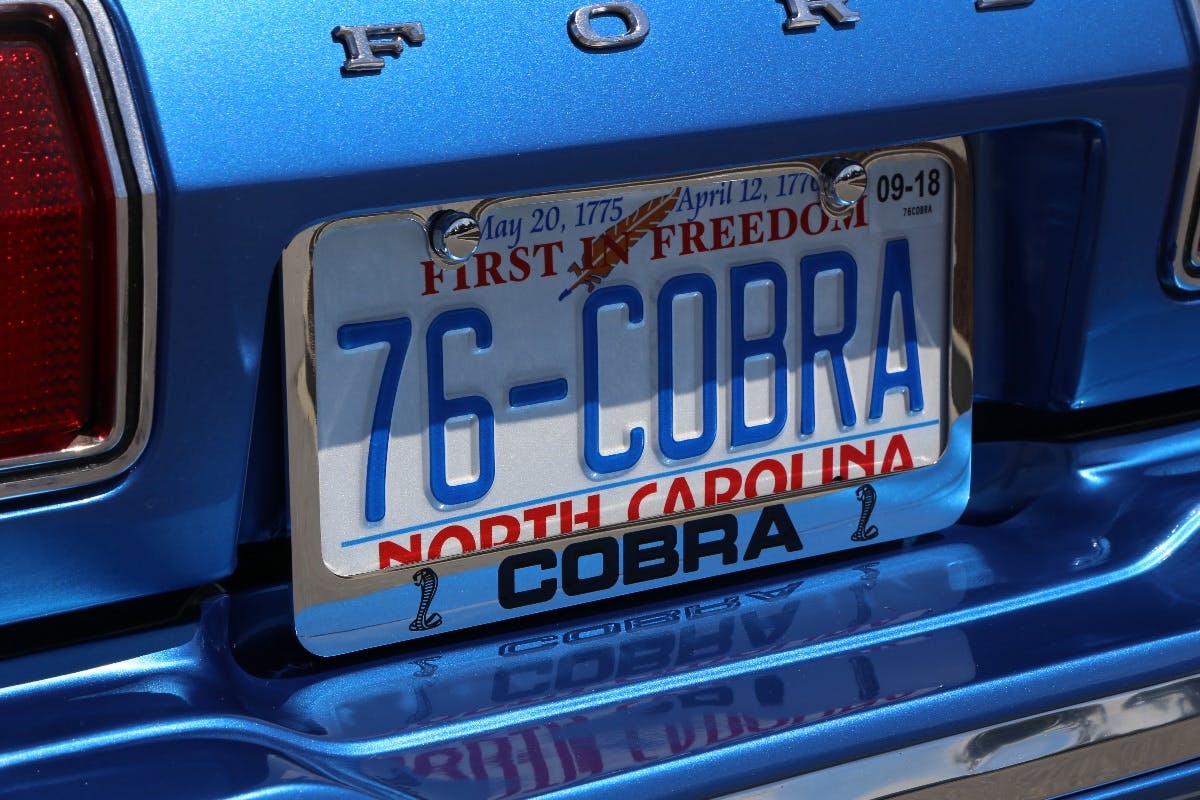 FORD
May 20, 1775 April 12, 1776
09-18
76COBRA
FIRST IN FREEDOM
76-COBRA
NORTH CAROLINA
COBRA